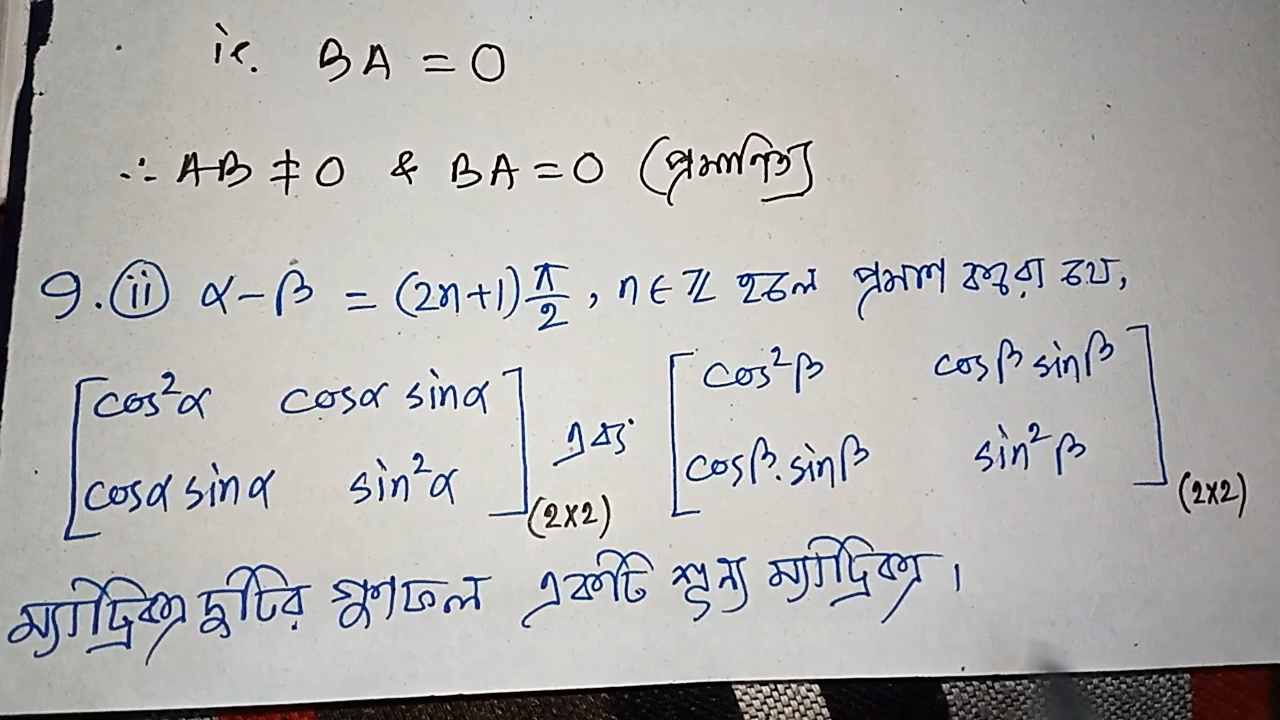 ie. BA = 0
∴ AB ≠ 0 & BA = 0 (প্রমাণিত)
9. (ii) α - β = (2n+1) π/2, n ∈ ℤ হলে প্রমাণ করো যে,
[cos²α cosα sinα] [cos²β cosβ sinβ]
এবং
[cosα sinα sin²α](2×2) [cosβ. sinβ sin²β](2×2)
ম্যাট্রিক্স দুটির গুণফল একটি শূন্য ম্যাট্রিক্স।